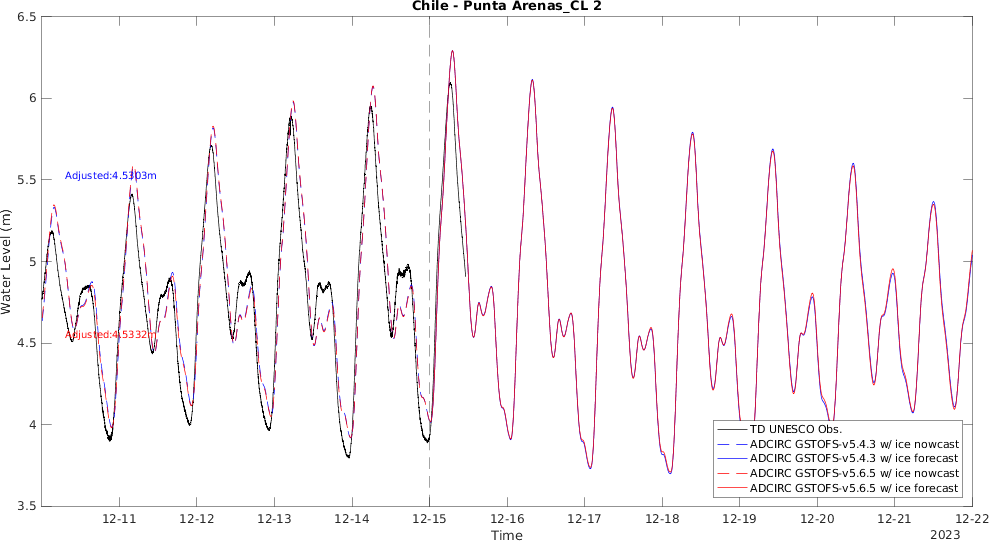 Chile - Punta Arenas_CL 2
Water Level (m)
6.5
6
5.5
5
4.5
4
3.5
Adjusted:4.5303m
Adjusted:4.5332m
TD UNESCO Obs.
ADCIRC GSTOFS-v5.4.3 w/ ice nowcast
ADCIRC GSTOFS-v5.4.3 w/ ice forecast
ADCIRC GSTOFS-v5.6.5 w/ ice nowcast
ADCIRC GSTOFS-v5.6.5 w/ ice forecast
12-11 12-12 12-13 12-14 12-15 12-16 12-17 12-18 12-19 12-20 12-21 12-22
Time
2023